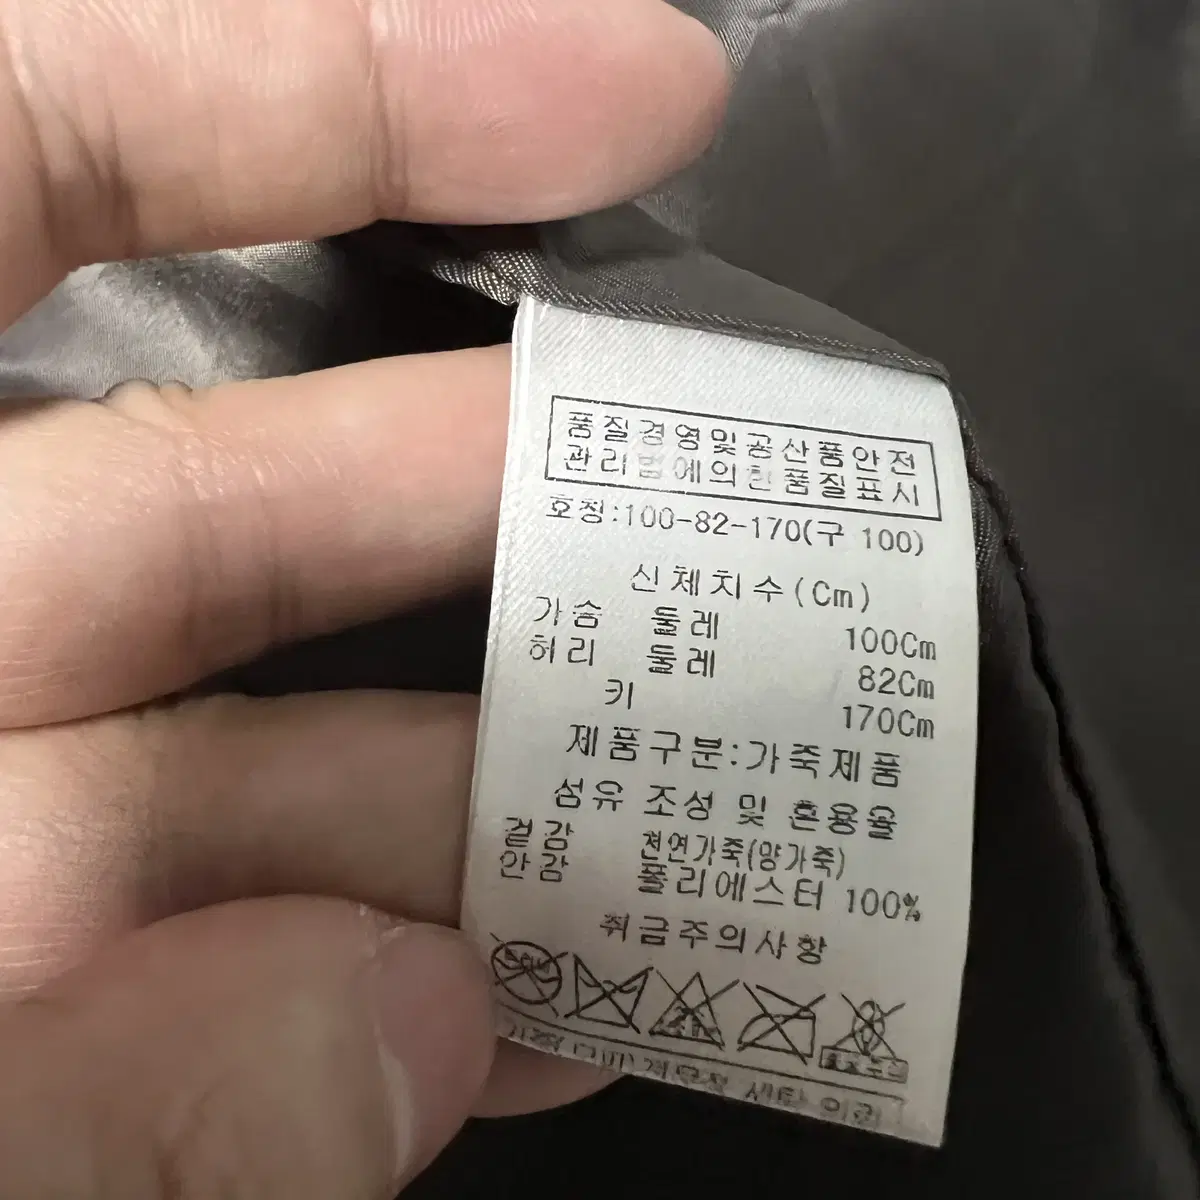 품질경영및공산품안전
관리법에의한품질표시
호칭:100-82-170(구 100)
신체치수(Cm)
가슴 둘레 100Cm
허리 둘레 82Cm
키 170Cm
제품구분:가죽제품
섬유 조성 및 혼용율
겉감 천연가죽(양가죽)
안감 폴리에스터 100%
취급주의사항
세탁 의뢰